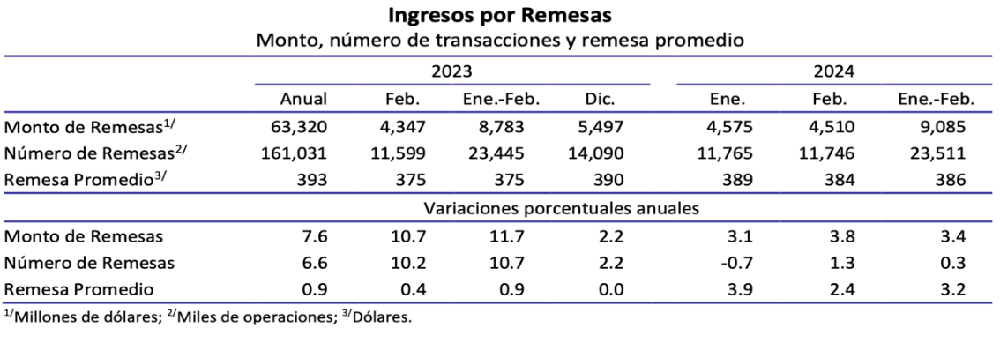 Ingresos por Remesas
Monto, número de transacciones y remesa promedio
2023 2024
Anual Feb. Ene.-Feb. Dic. Ene. Feb. Ene.-Feb.
Monto de Remesas1/ 63,320 4,347 8,783 5,497 4,575 4,510 9,085
Número de Remesas2/ 161,031 11,599 23,445 14,090 11,765 11,746 23,511
Remesa Promedio3/ 393 375 375 390 389 384 386
Variaciones porcentuales anuales
Monto de Remesas 7.6 10.7 11.7 2.2 3.1 3.8 3.4
Número de Remesas 6.6 10.2 10.7 2.2 -0.7 1.3 0.3
Remesa Promedio 0.9 0.4 0.9 0.0 3.9 2.4 3.2
1/Millones de dólares; 2/Miles de operaciones; 3/Dólares.